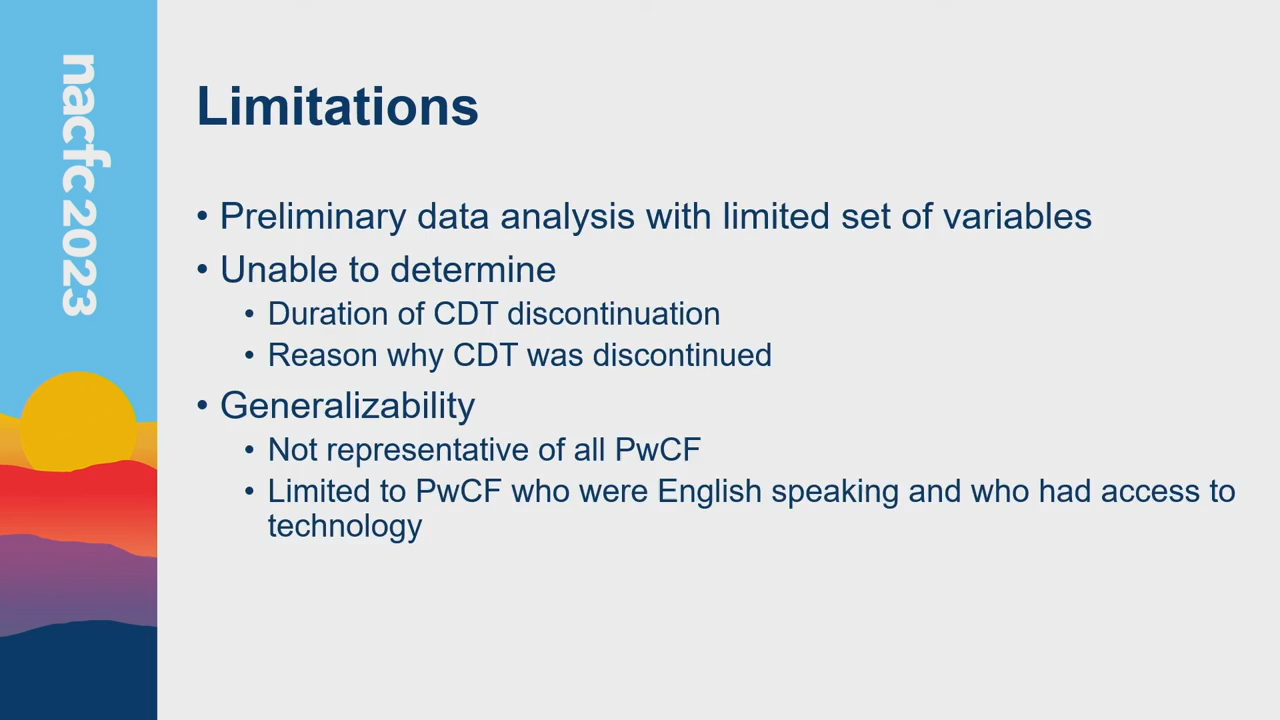 nacfc 2023
Limitations
• Preliminary data analysis with limited set of variables
• Unable to determine
• Duration of CDT discontinuation
• Reason why CDT was discontinued
• Generalizability
• Not representative of all PwCF
• Limited to PwCF who were English speaking and who had access to
technology